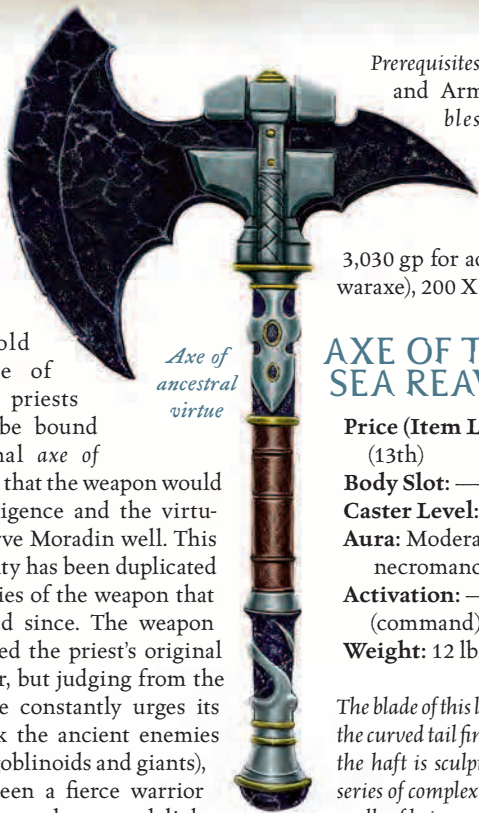 old
e of
priests
be bound
nal axe of
that the weapon would
igence and the virtu-
ve Moradin well. This
ity has been duplicated
ies of the weapon that
d since. The weapon
ed the priest's original
r, but judging from the
e constantly urges its
k the ancient enemies
oblinoids and giants),
een a fierce warrior
Axe of
ancestral
virtue
Prerequisites
and Arm
bles
3,030 gp for ac
waraxe), 200 X
AXE OF T
SEA REAV
Price (Item L
(13th)
Body Slot: —
Caster Level:
Aura: Modera
necromanc
Activation: —
(command)
Weight: 12 lb
The blade of this l
the curved tail fin
the haft is sculp
series of complex